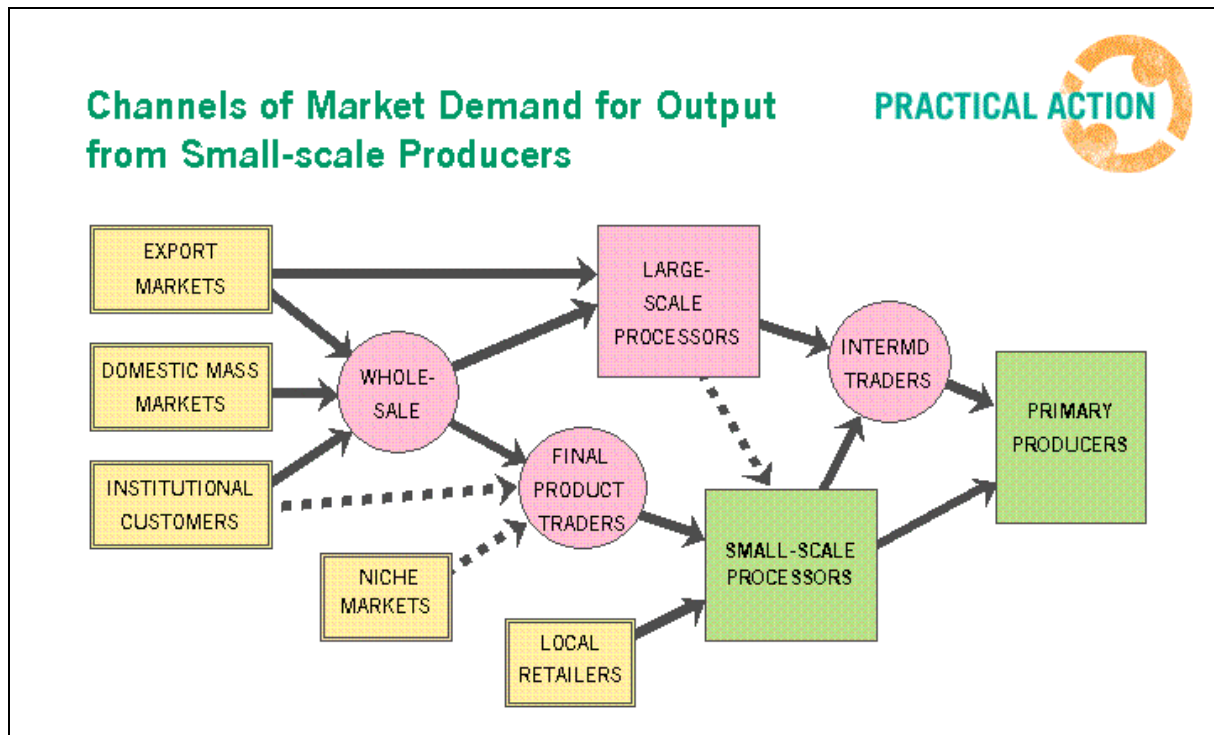 Channels of Market Demand for Output
from Small-scale Producers
PRACTICAL ACTION
EXPORT
MARKETS
DOMESTIC MASS
MARKETS
INSTITUTIONAL
CUSTOMERS
NICHE
MARKETS
LOCAL
RETAILERS
WHOLE-
SALE
FINAL
PRODUCT
TRADERS
LARGE-
SCALE
PROCESSORS
SMALL-SCALE
PROCESSORS
INTERMD
TRADERS
PRIMARY
PRODUCERS